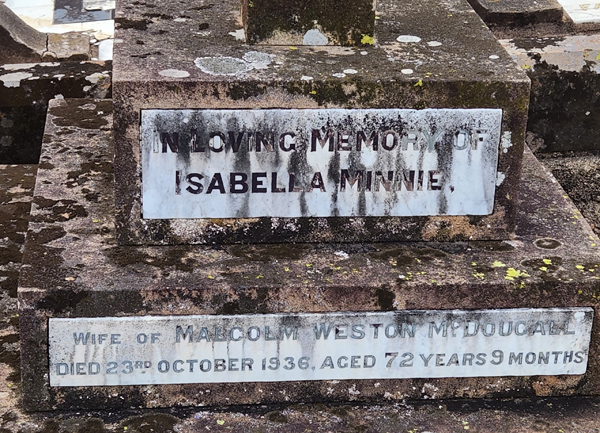 IN LOVING MEMORY OF
ISABELLA MINNIE.
WIFE OF MALCOLM WESTON MCDOUGALL
DIED 23RD OCTOBER 1936, AGED 72 YEARS 9 MONTHS